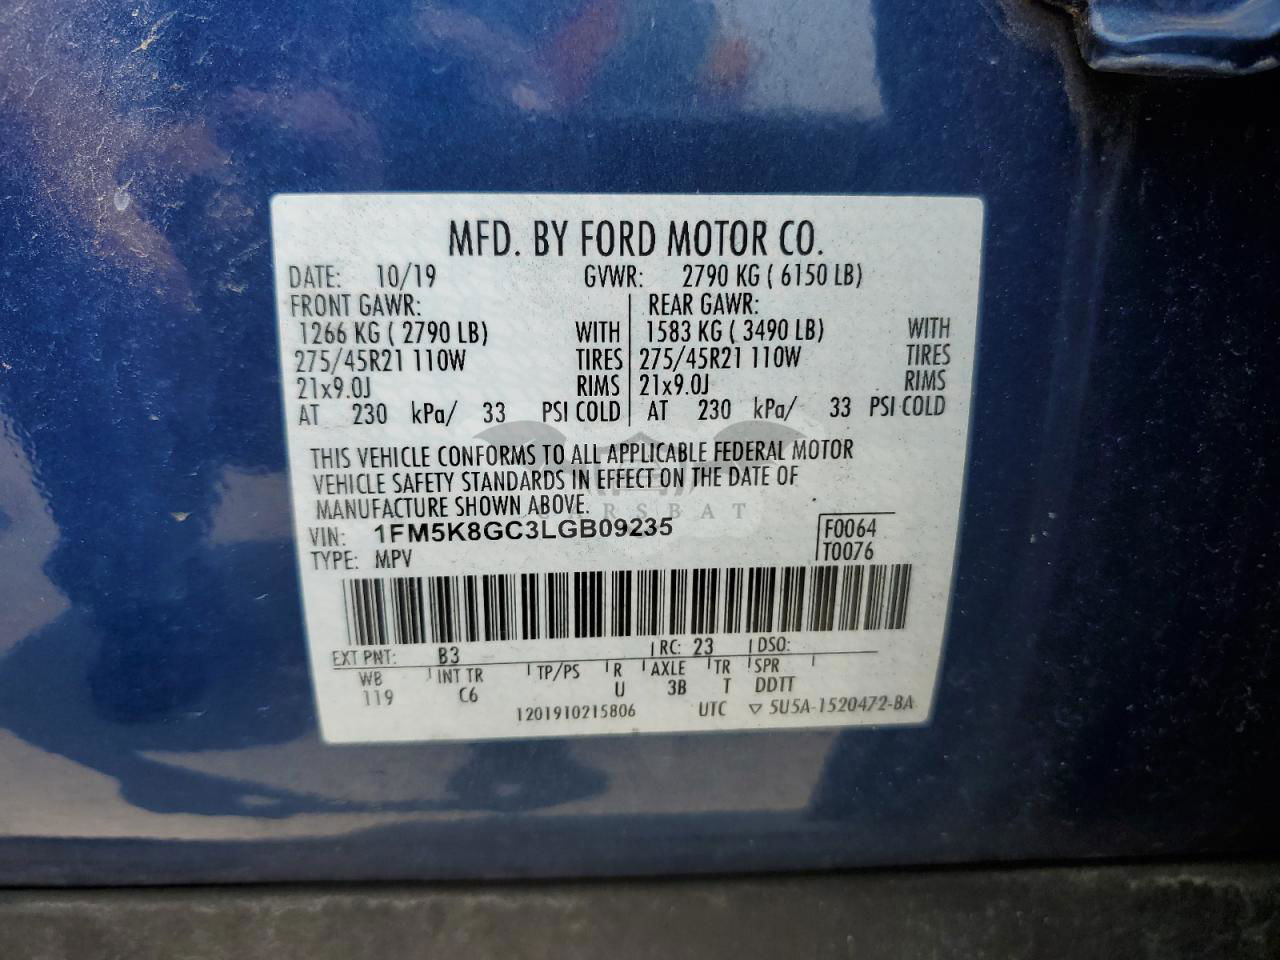 MFD. BY FORD MOTOR CO.
DATE: 10/19 GVWR: 2790 KG ( 6150 LB)
FRONT GAWR: REAR GAWR:
1266 KG ( 2790 LB) WITH 1583 KG ( 3490 LB) WITH
275/45R21 110W TIRES 275/45R21 110W TIRES
21x9.0J RIMS 21x9.0J RIMS
AT 230 kPa/ 33 PSI COLD AT 230 kPa/ 33 PSI COLD
THIS VEHICLE CONFORMS TO ALL APPLICABLE FEDERAL MOTOR
VEHICLE SAFETY STANDARDS IN EFFECT ON THE DATE OF
MANUFACTURE SHOWN ABOVE.
CARSBAT
VIN: 1FM5K8GC3LGB09235 F0064
TYPE: MPV T0076
EXT PNT: B3 RC: 23 DSO:
WB INT TR TP/PS R AXLE TR SPR
119 C6 U 3B T DDTT
1201910215806 UTC ▽ 5U5A-1520472-BA